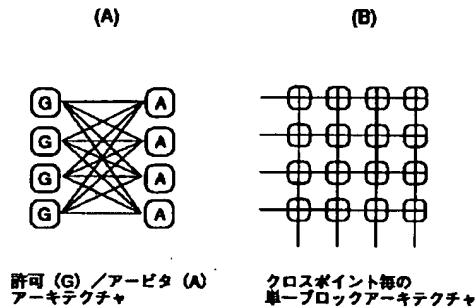 (A)
(B)
G A
G A
G A
G A
許可 (G) /アービタ (A)
アーキテクチャ
クロスポイント毎の
単一ブロックアーキテクチャ